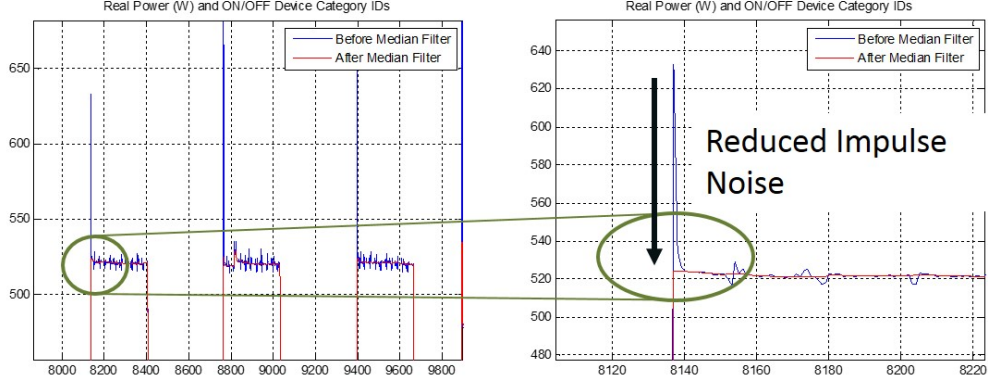 Real Power (W) and ON/OFF Device Category IDs
Before Median Filter
After Median Filter
650
600
550
500
8000 8200 8400 8600 8800 9000 9200 9400 9600 9800
Real Power (W) and ON/OFF Device Category IDs
Before Median Filter
After Median Filter
Reduced Impulse
Noise
640
620
600
580
560
540
520
500
480
8120 8140 8160 8180 8200 8220